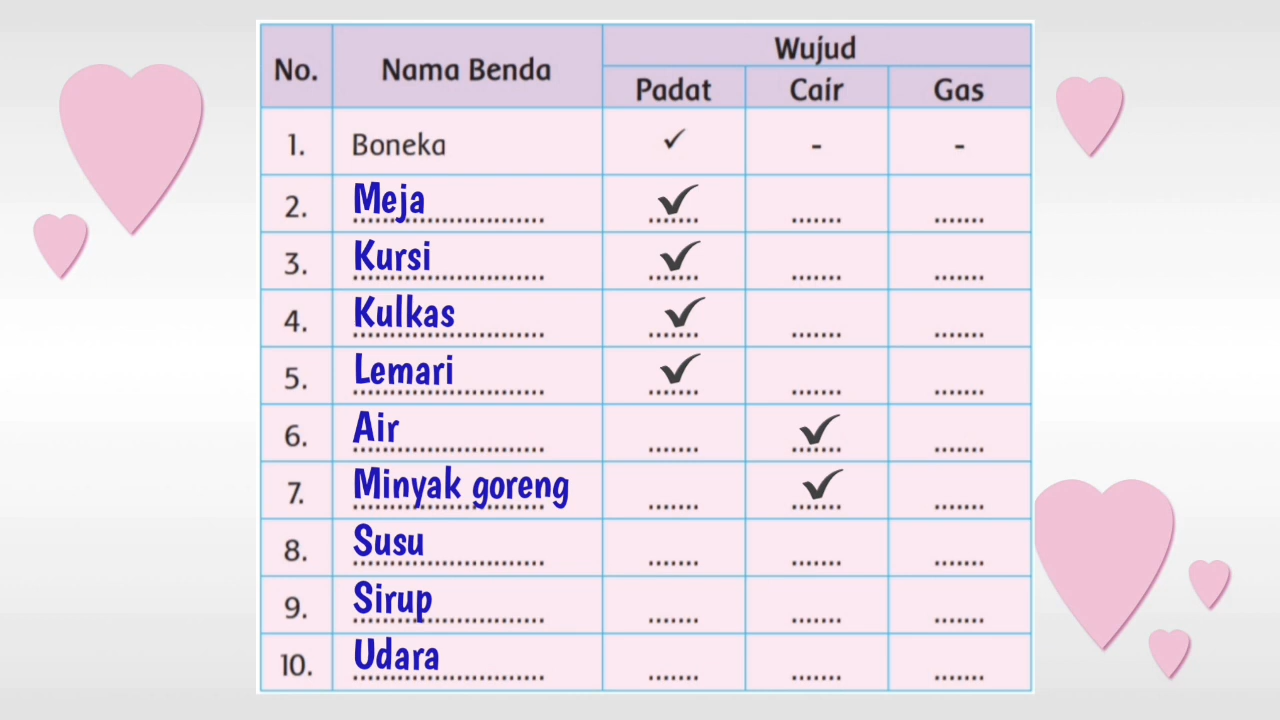 No. Nama Benda Wujud
Padat Cair Gas
1. Boneka ✓ - -
2. Meja ✓ ....... .......
3. Kursi ✓ ....... .......
4. Kulkas ✓ ....... .......
5. Lemari ✓ ....... .......
6. Air ....... ✓ .......
7. Minyak goreng ....... ✓ .......
8. Susu ....... ....... .......
9. Sirup ....... ....... .......
10. Udara ....... ....... .......